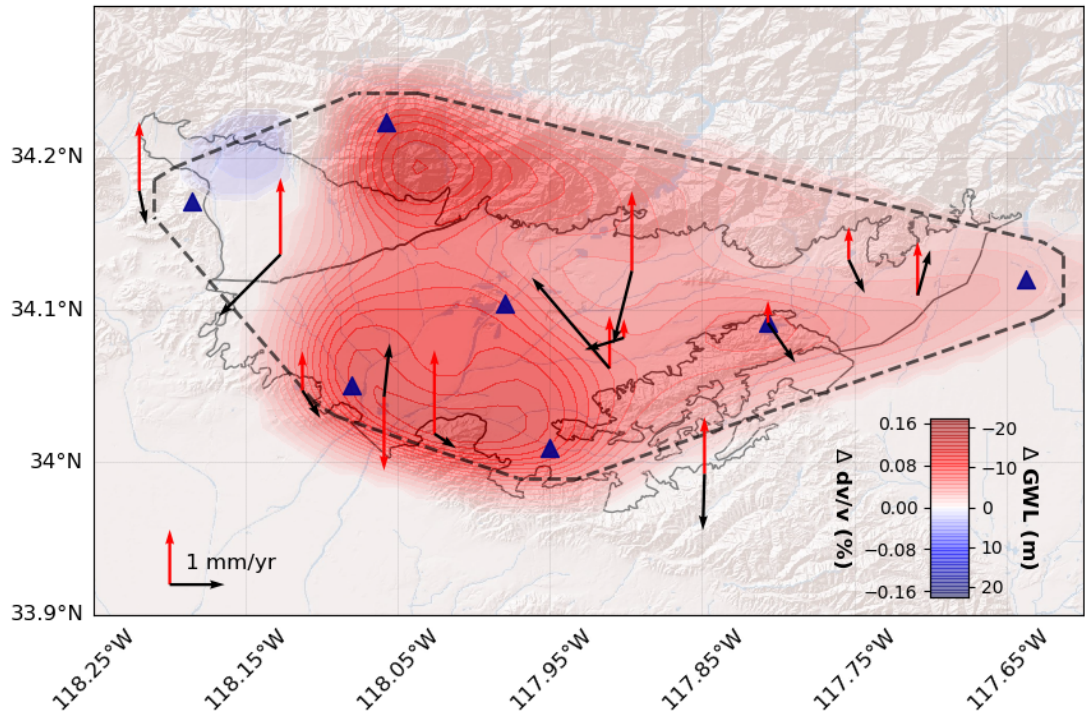 34.2°N
34.1°N
34°N
33.9°N
118.25°W
118.15°W
118.05°W
117.95°W
117.85°W
117.75°W
117.65°W
1 mm/yr
Δ dv/v (%)
0.16
0.08
0.00
−0.08
−0.16
−20
−10
0
10
20
Δ GWL (m)